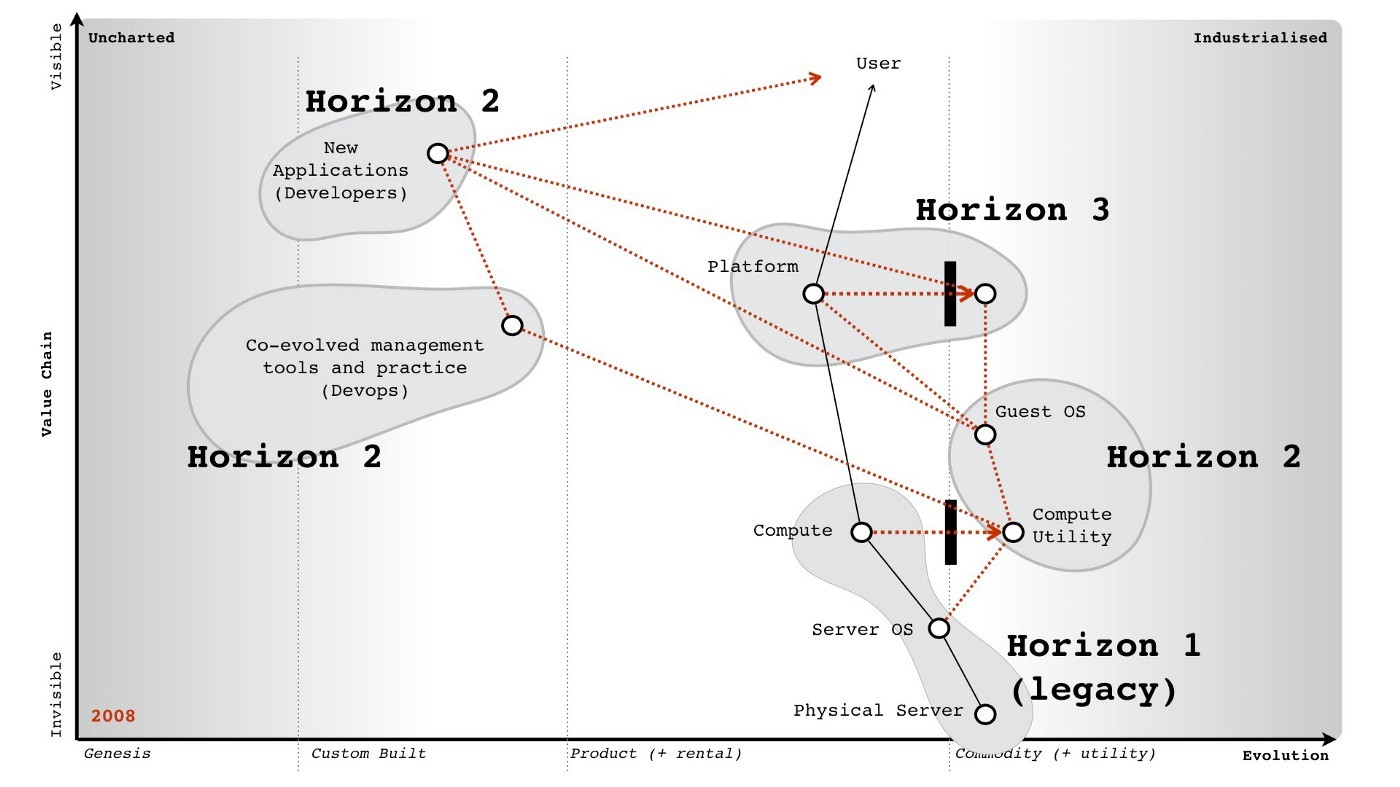 Visible
Uncharted
Industrialised
User
Horizon 2
New
Applications
(Developers)
Horizon 3
Platform
Co-evolved management
tools and practice
(Devops)
Horizon 2
Guest OS
Horizon 2
Value Chain
Compute
Compute
Utility
Server OS
Horizon 1
(legacy)
Physical Server
Invisible
2008
Genesis
Custom Built
Product (+ rental)
Commodity (+ utility)
Evolution